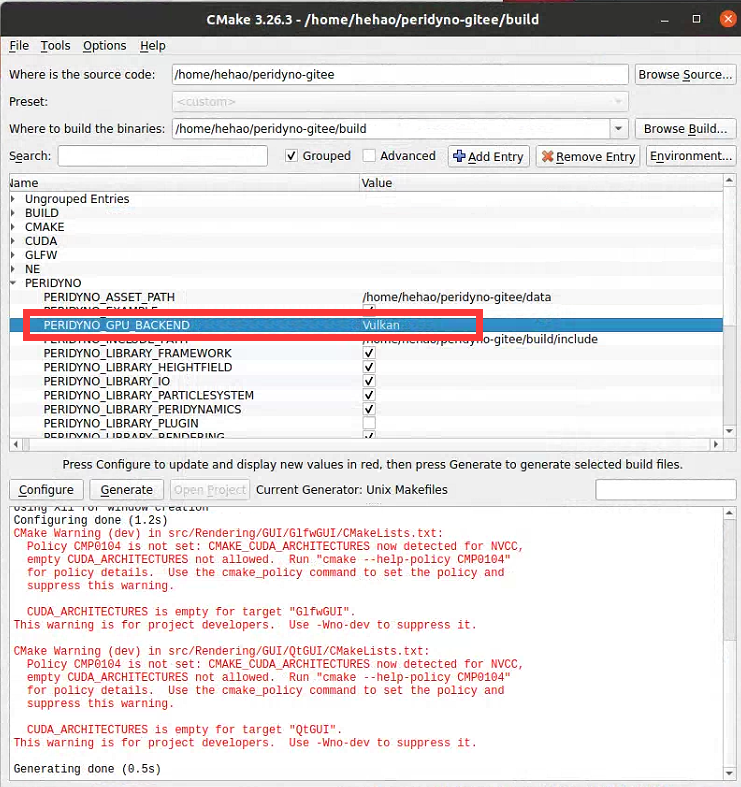 CMake 3.26.3 - /home/hehao/peridyno-gitee/build
File Tools Options Help
Where is the source code: /home/hehao/peridyno-gitee Browse Source...
Preset: <custom>
Where to build the binaries: /home/hehao/peridyno-gitee/build Browse Build...
Search: Grouped Advanced Add Entry Remove Entry Environment...
Name Value
Ungrouped Entries
BUILD
CMAKE
CUDA
GLFW
NE
PERIDYNO
PERIDYNO_ASSET_PATH /home/hehao/peridyno-gitee/data
PERIDYNO_EXAMPLE
PERIDYNO_GPU_BACKEND Vulkan
PERIDYNO_INCLUDE_PATH /home/hehao/peridyno-gitee/build/include
PERIDYNO_LIBRARY_FRAMEWORK
PERIDYNO_LIBRARY_HEIGHTFIELD
PERIDYNO_LIBRARY_IO
PERIDYNO_LIBRARY_PARTICLESYSTEM
PERIDYNO_LIBRARY_PERIDYNAMICS
PERIDYNO_LIBRARY_PLUGIN
PERIDYNO_LIBRARY_RENDERING
Press Configure to update and display new values in red, then press Generate to generate selected build files.
Configure Generate Open Project Current Generator: Unix Makefiles
Using X11 for window creation
Configuring done (1.2s)
CMake Warning (dev) in src/Rendering/GUI/GlfwGUI/CMakeLists.txt:
Policy CMP0104 is not set: CMAKE_CUDA_ARCHITECTURES now detected for NVCC,
empty CUDA_ARCHITECTURES not allowed. Run "cmake --help-policy CMP0104"
for policy details. Use the cmake_policy command to set the policy and
suppress this warning.
CUDA_ARCHITECTURES is empty for target "GlfwGUI".
This warning is for project developers. Use -Wno-dev to suppress it.
CMake Warning (dev) in src/Rendering/GUI/QtGUI/CMakeLists.txt:
Policy CMP0104 is not set: CMAKE_CUDA_ARCHITECTURES now detected for NVCC,
empty CUDA_ARCHITECTURES not allowed. Run "cmake --help-policy CMP0104"
for policy details. Use the cmake_policy command to set the policy and
suppress this warning.
CUDA_ARCHITECTURES is empty for target "QtGUI".
This warning is for project developers. Use -Wno-dev to suppress it.
Generating done (0.5s)